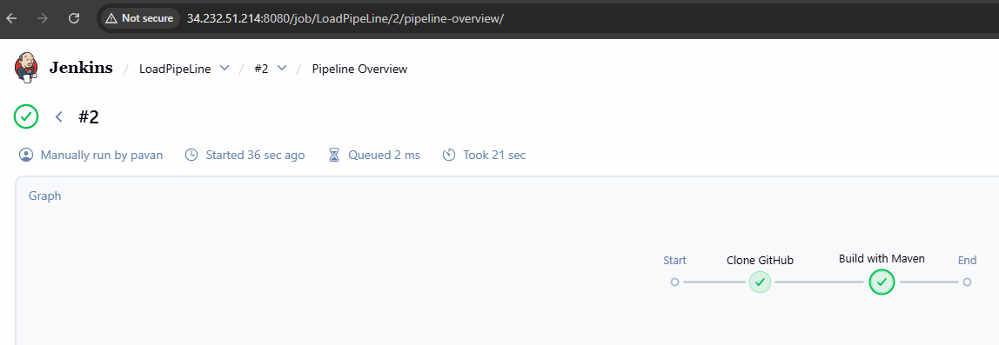 Not secure 34.232.51.214:8080/job/LoadPipeLine/2/pipeline-overview/
Jenkins / LoadPipeLine / #2 / Pipeline Overview
#2
Manually run by pavan Started 36 sec ago Queued 2 ms Took 21 sec
Graph
Start Clone GitHub Build with Maven End